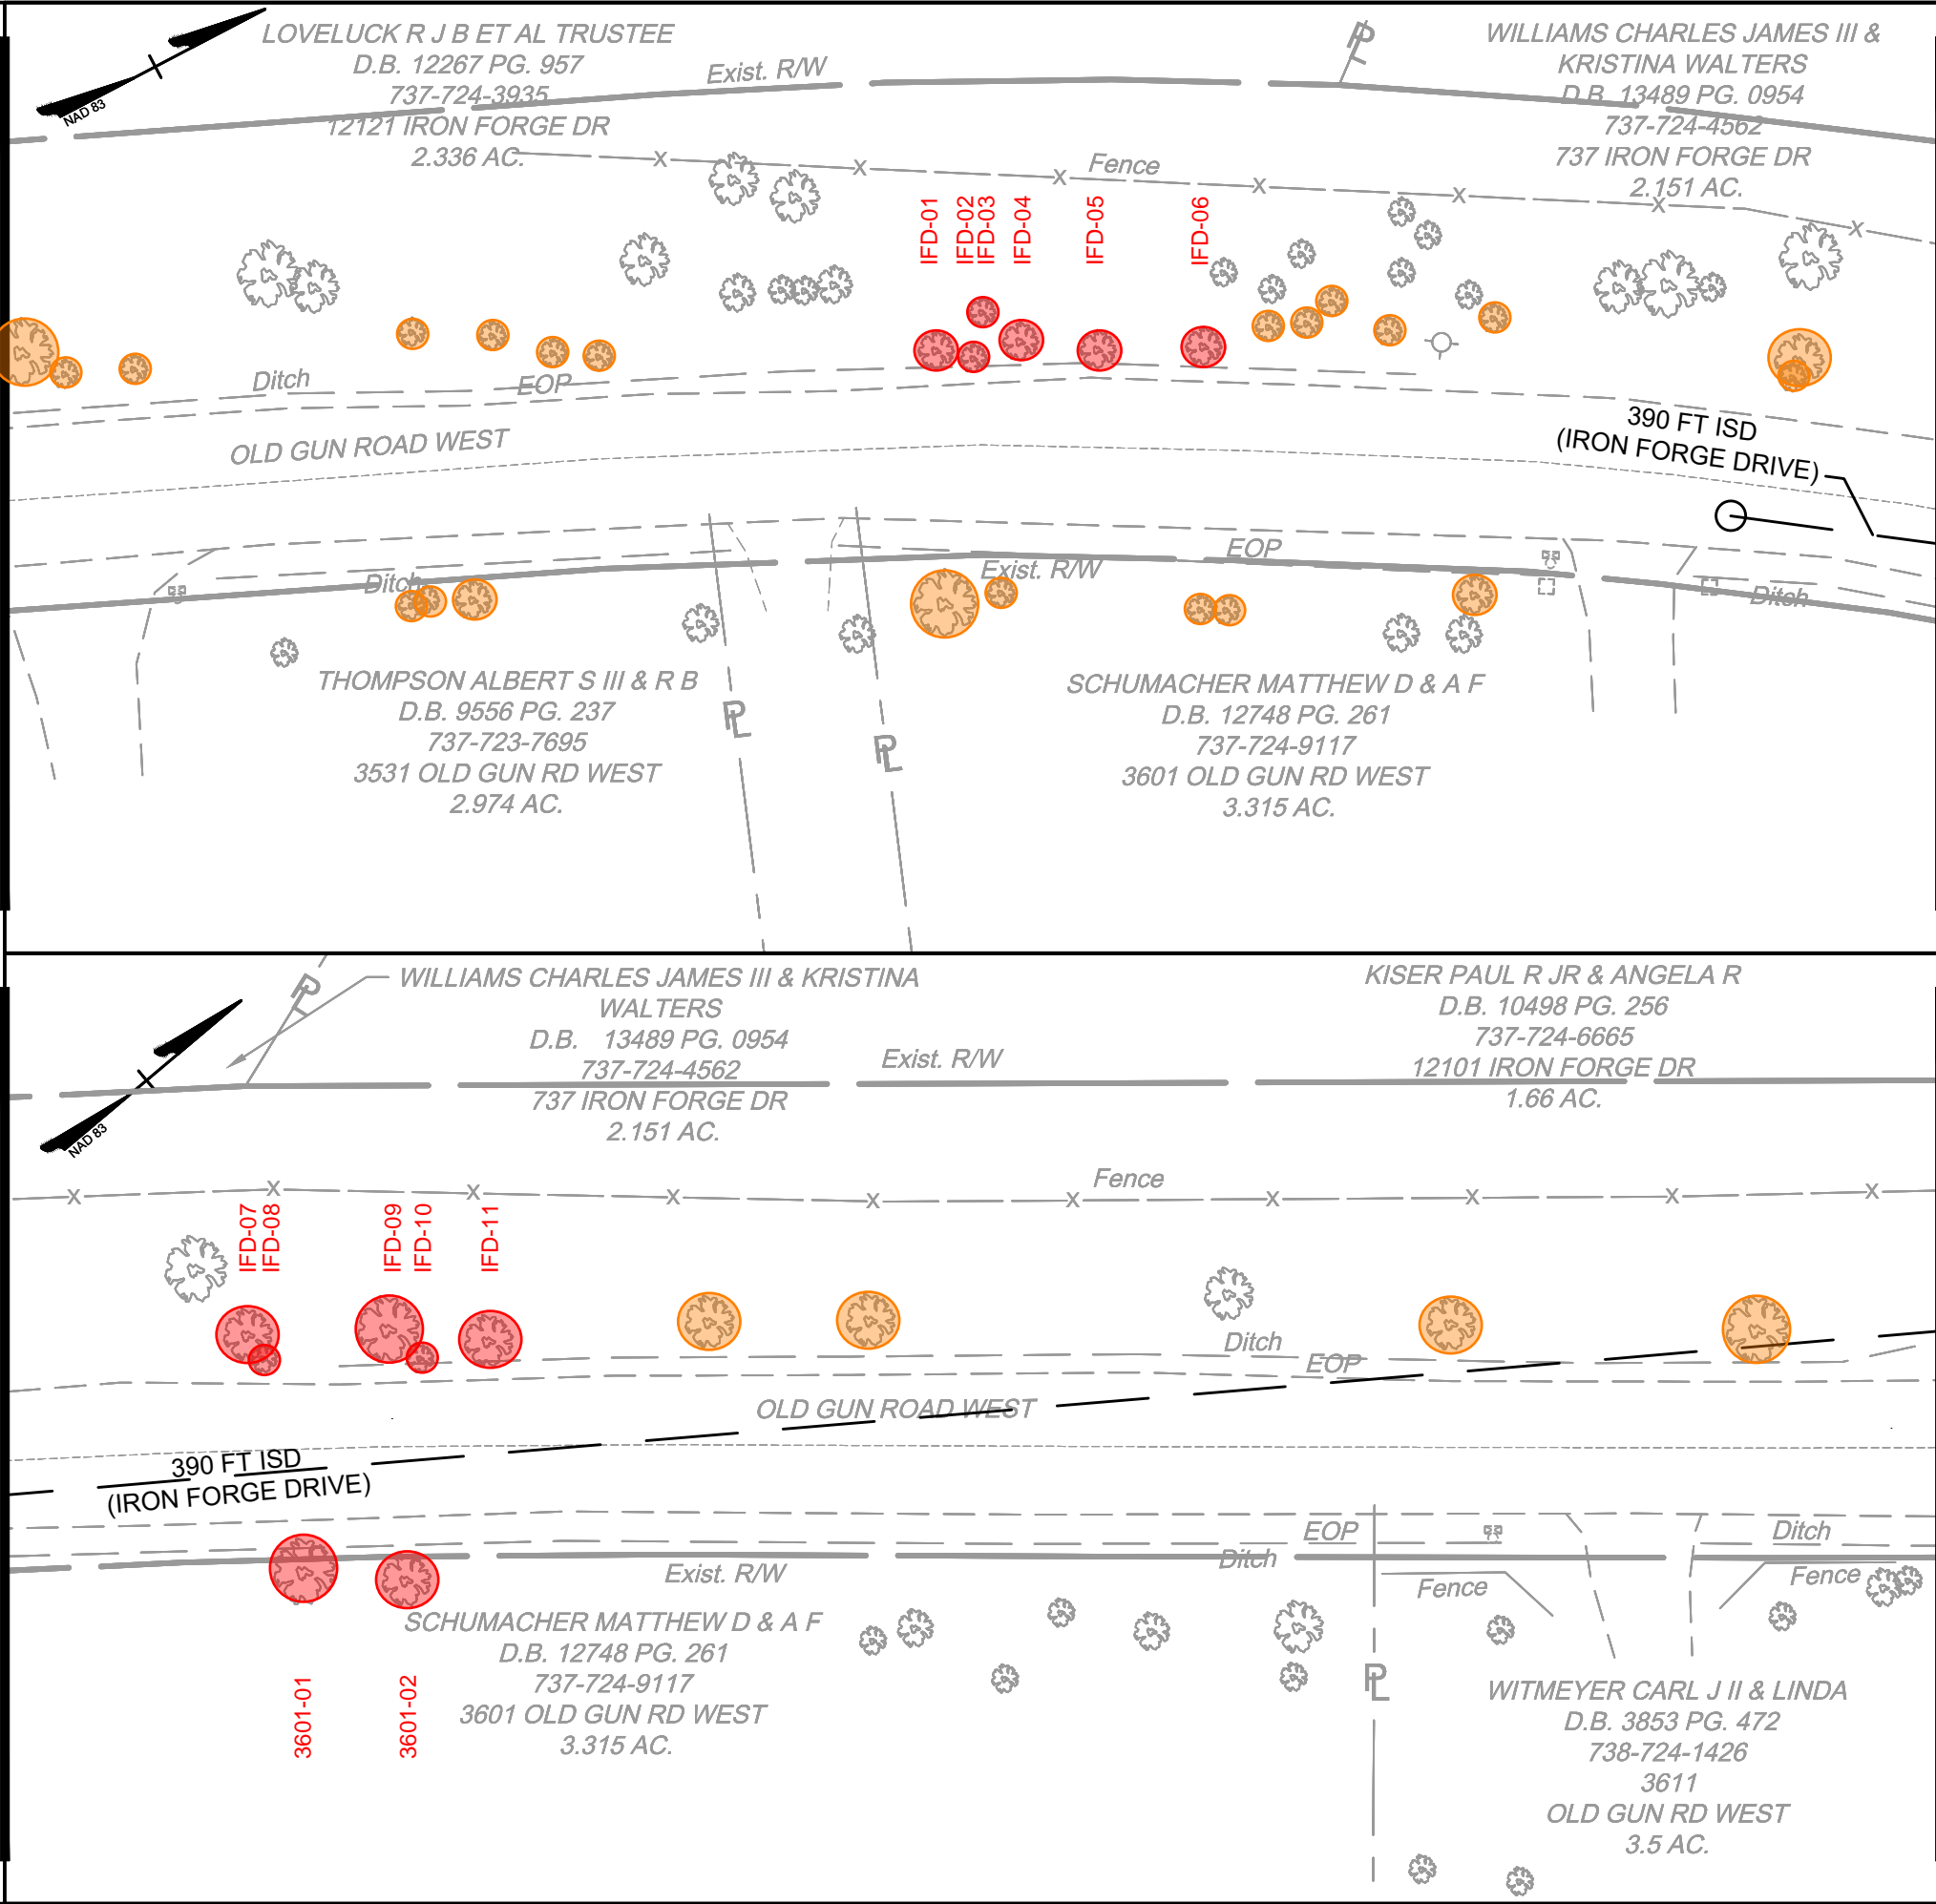 LOVELUCK R J B ET AL TRUSTEE
D.B. 12267 PG. 957
737-724-3935
12121 IRON FORGE DR
2.336 AC.
NAD 83
Exist. R/W
PL
WILLIAMS CHARLES JAMES III &
KRISTINA WALTERS
D.B. 13489 PG. 0954
737-724-4562
737 IRON FORGE DR
2.151 AC.
Fence
IFD-01
IFD-02
IFD-03
IFD-04
IFD-05
IFD-06
Ditch
EOP
OLD GUN ROAD WEST
390 FT ISD
(IRON FORGE DRIVE)
Ditch
EOP
Exist. R/W
Ditch
THOMPSON ALBERT S III & R B
D.B. 9556 PG. 237
737-723-7695
3531 OLD GUN RD WEST
2.974 AC.
PL
PL
SCHUMACHER MATTHEW D & A F
D.B. 12748 PG. 261
737-724-9117
3601 OLD GUN RD WEST
3.315 AC.
NAD 83
PL
WILLIAMS CHARLES JAMES III & KRISTINA
WALTERS
D.B. 13489 PG. 0954
737-724-4562
737 IRON FORGE DR
2.151 AC.
Exist. R/W
KISER PAUL R JR & ANGELA R
D.B. 10498 PG. 256
737-724-6665
12101 IRON FORGE DR
1.66 AC.
Fence
IFD-07
IFD-08
IFD-09
IFD-10
IFD-11
Ditch
EOP
OLD GUN ROAD WEST
390 FT ISD
(IRON FORGE DRIVE)
EOP
Ditch
Ditch
Exist. R/W
Fence
Fence
SCHUMACHER MATTHEW D & A F
D.B. 12748 PG. 261
737-724-9117
3601 OLD GUN RD WEST
3.315 AC.
3601-01
3601-02
PL
WITMEYER CARL J II & LINDA
D.B. 3853 PG. 472
738-724-1426
3611
OLD GUN RD WEST
3.5 AC.